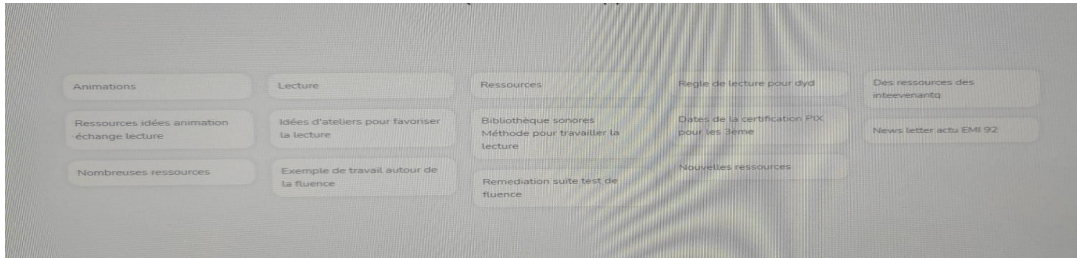 Animations
Ressources idées animation
échange lecture
Nombreuses ressources
Lecture
Idées d'ateliers pour favoriser
la lecture
Exemple de travail autour de
la fluence
Ressources
Bibliothèque sonores
Méthode pour travailler la
lecture
Remediation suite test de
fluence
Regle de lecture pour dyd
Dates de la certification PIX
pour les 3ème
Nouvelles ressources
Des ressources des
inteevenantq
News letter actu EMI 92